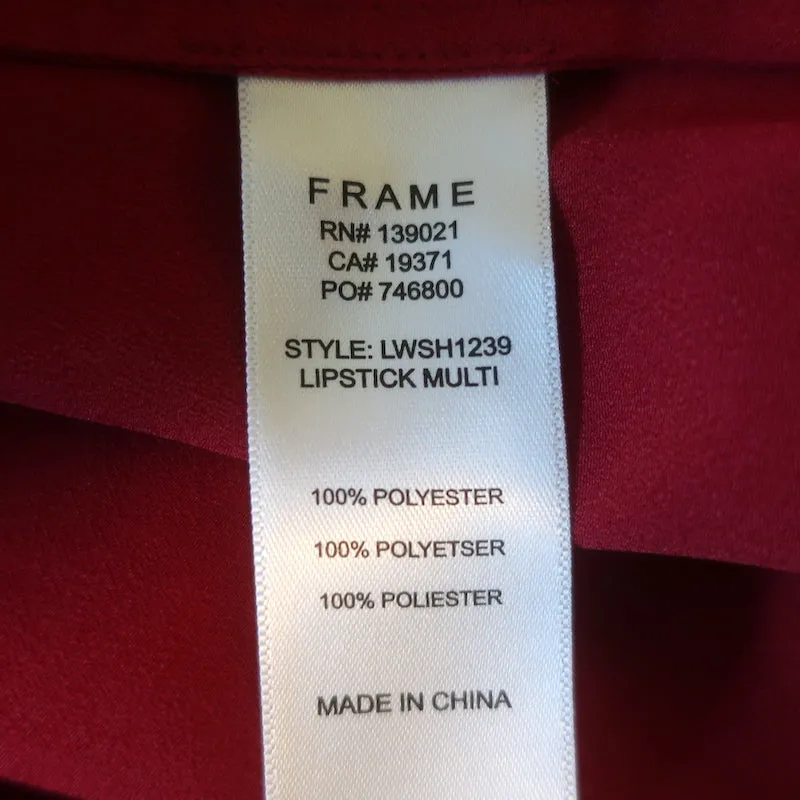 FRAME
RN# 139021
CA# 19371
PO# 746800
STYLE: LWSH1239
LIPSTICK MULTI
100% POLYESTER
100% POLYETSER
100% POLIESTER
MADE IN CHINA